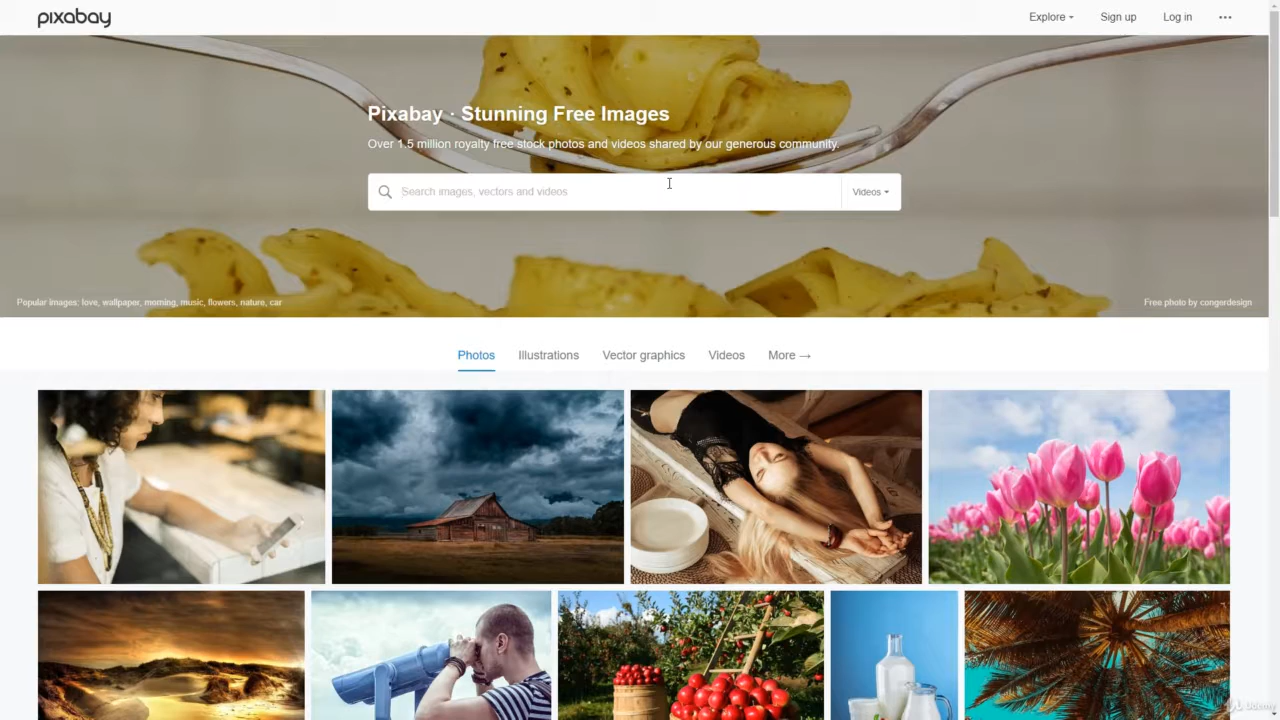 pixabay
Explore
Sign up
Log in
Pixabay · Stunning Free Images
Over 1.5 million royalty free stock photos and videos shared by our generous community.
Search images, vectors and videos
Videos
Popular images: love, wallpaper, morning, music, flowers, nature, car
Free photo by congerdesign
Photos
Illustrations
Vector graphics
Videos
More →
Udemy